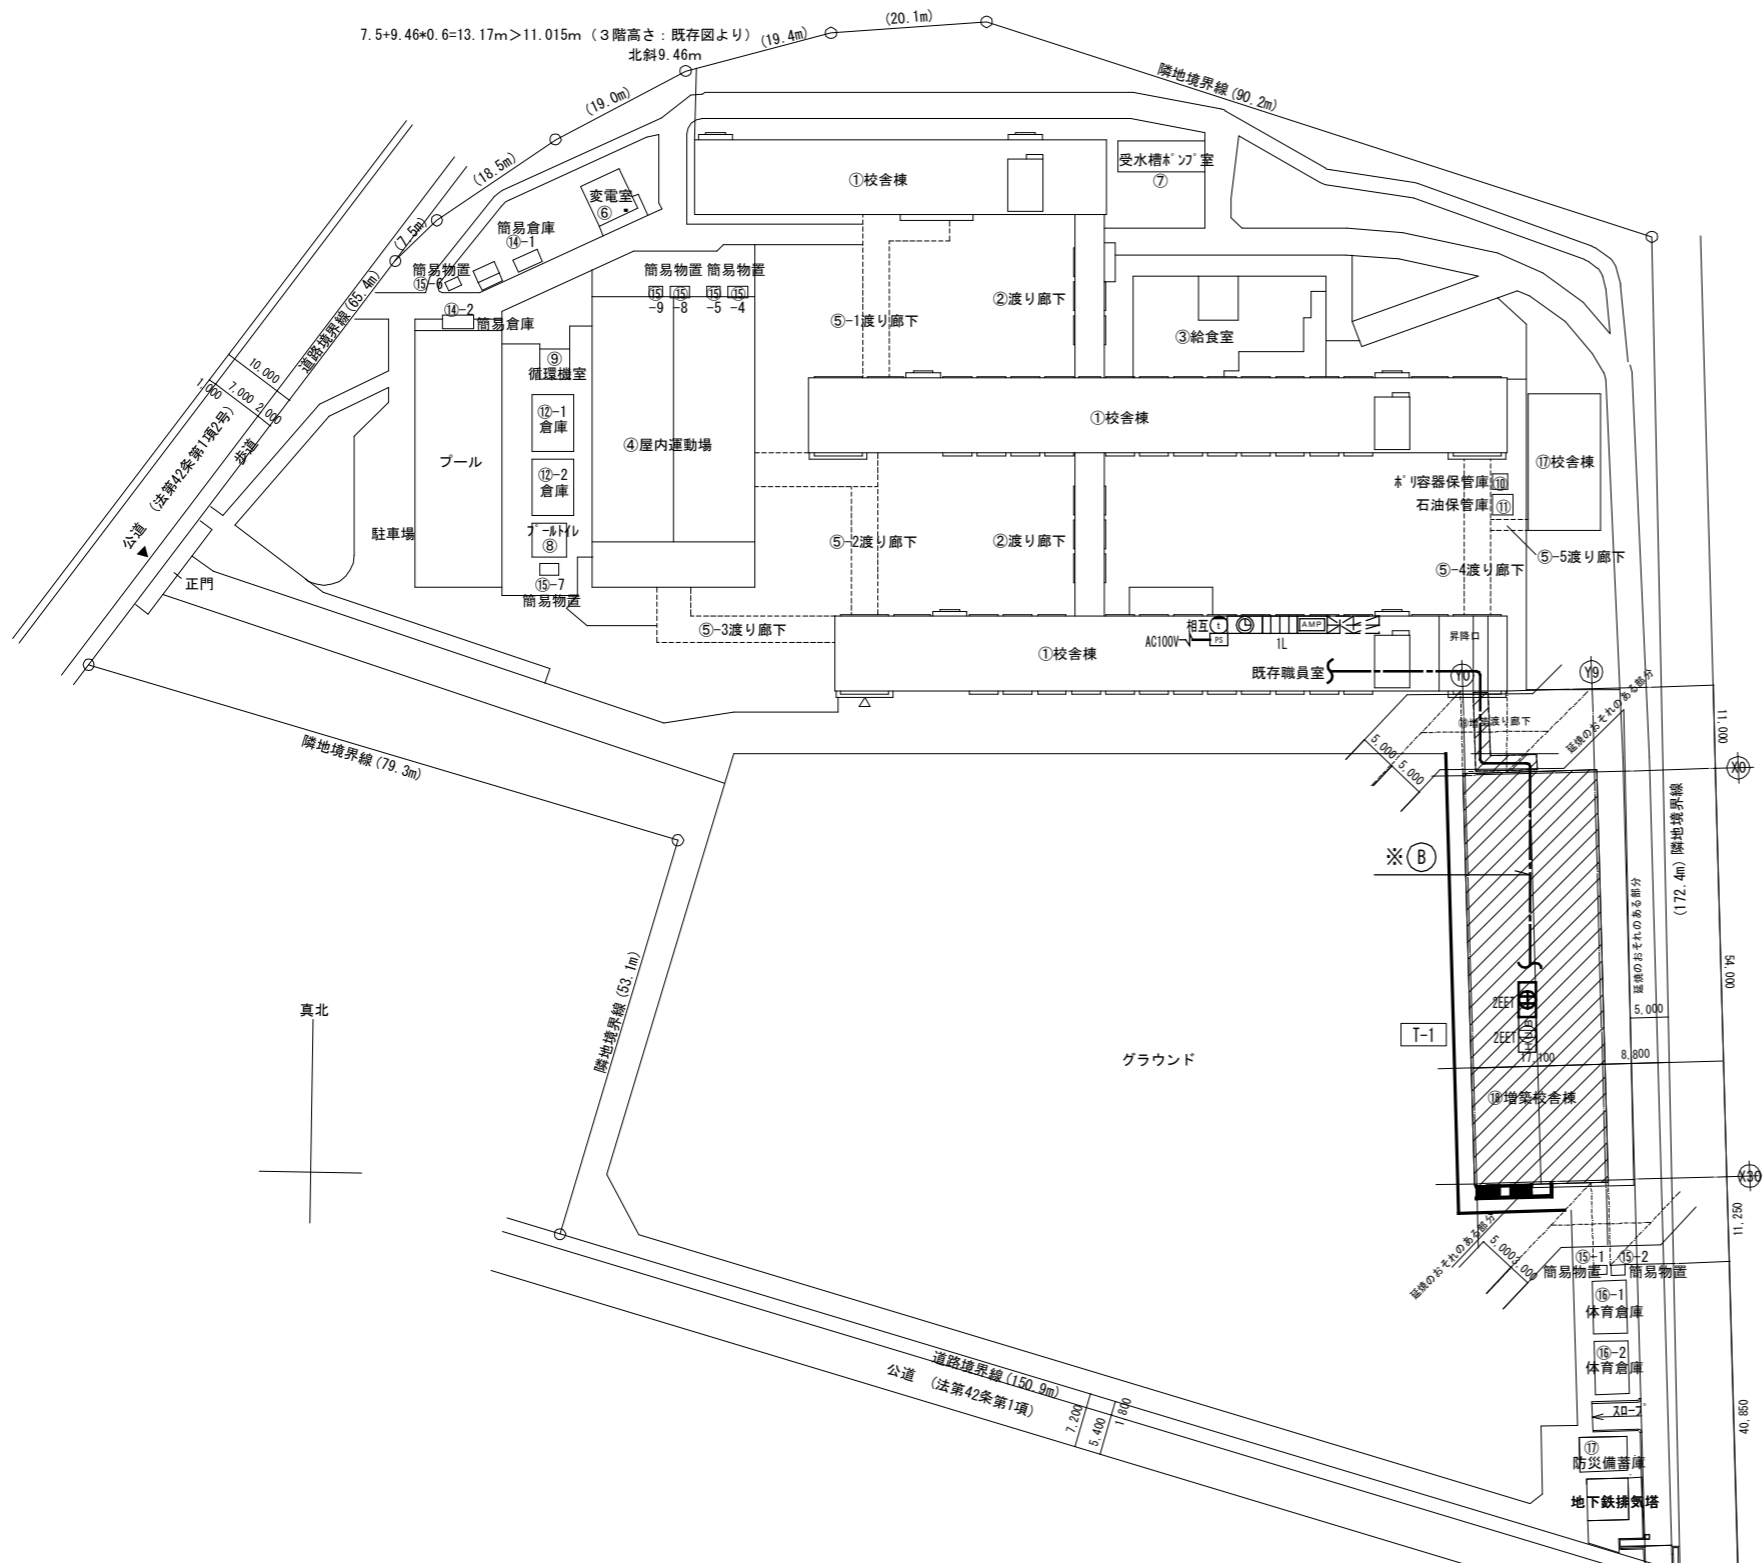 (20.1m)
7.5+9.46*0.6=13.17m＞11.015m（３階高さ：既存図より）
(19.4m)
北斜9.46m
隣地境界線(90.2m)
(19.0m)
(18.5m)
(7.5m)
変電室
⑥
①校舎棟
受水槽ﾎﾟﾝﾌﾟ室
⑦
簡易倉庫
⑭-1
簡易物置
⑮-6
⑭-2
簡易倉庫
簡易物置 簡易物置
⑮ ⑮ ⑮ ⑮
-9 -8 -5 -4
⑤-1渡り廊下
②渡り廊下
③給食室
道路境界線(65.4m)
10,000
1,000 7,000 2,000
公道 (法第42条第1項2号)
歩道
⑨
循環機室
⑫-1
倉庫
⑫-2
倉庫
プール
④屋内運動場
①校舎棟
⑰校舎棟
ﾎﾟﾘ容器保管庫⑩
石油保管庫⑪
駐車場
ﾌﾟｰﾙﾄｲﾚ
⑧
⑮-7
簡易物置
⑤-2渡り廊下
②渡り廊下
⑤-5渡り廊下
⑤-4渡り廊下
正門
⑤-3渡り廊下
①校舎棟
相互
t
AMP
AC100V
PS
1L
昇降口
既存職員室
Y0
Y9
⑱増築渡り廊下
延焼のおそれのある部分
5,000
5,000
11,000
X0
隣地境界線(79.3m)
(172.4m)隣地境界線
※Ⓑ
延焼のおそれのある部分
54,000
隣地境界線(53.1m)
真北
グラウンド
T-1
2EET
2EET
5,000
17,100
8,800
⑱増築校舎棟
X30
11,250
延焼のおそれのある部分
5,000
3,000
⑮-1 ⑮-2
簡易物置 簡易物置
⑯-1
体育倉庫
⑯-2
体育倉庫
道路境界線(150.9m)
公道 (法第42条第1項)
7,200
5,400
1,800
ｽﾛｰﾌﾟ
40,850
⑰
防災備蓄庫
地下鉄排気塔